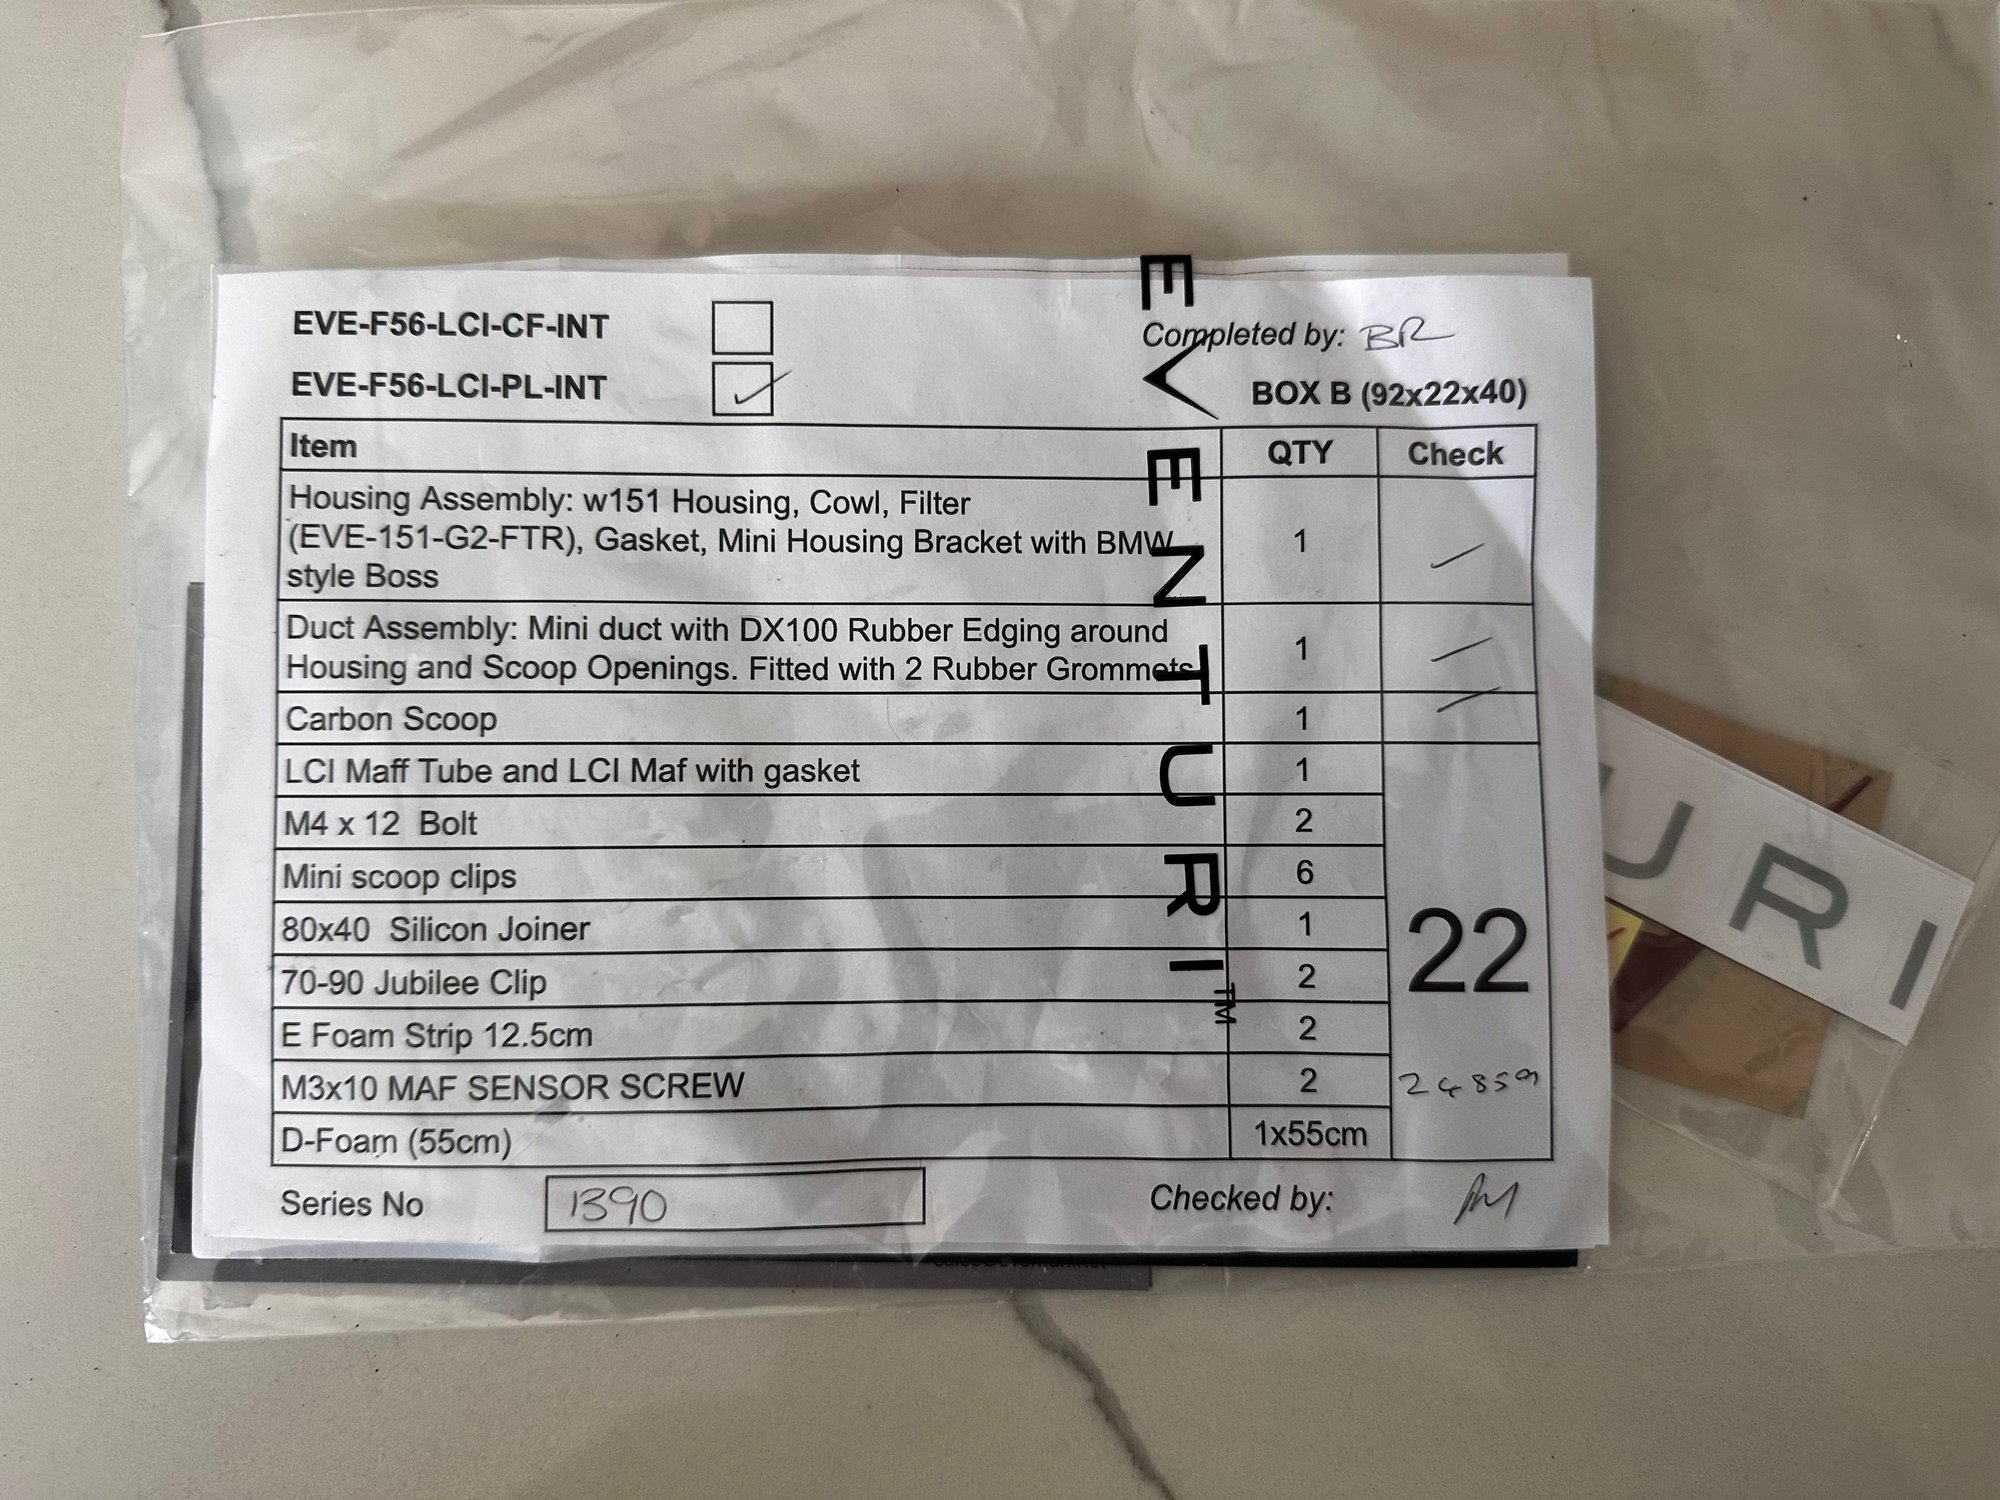 EVE-F56-LCI-CF-INT
Completed by: BR
EVE-F56-LCI-PL-INT
BOX B (92x22x40)
EVENTURI™
Item QTY Check
Housing Assembly: w151 Housing, Cowl, Filter
(EVE-151-G2-FTR), Gasket, Mini Housing Bracket with BMW
style Boss
1
Duct Assembly: Mini duct with DX100 Rubber Edging around
Housing and Scoop Openings. Fitted with 2 Rubber Grommets
1
Carbon Scoop 1
LCI Maff Tube and LCI Maf with gasket 1
M4 x 12 Bolt 2
Mini scoop clips 6
80x40 Silicon Joiner 1
22
70-90 Jubilee Clip 2
E Foam Strip 12.5cm 2
M3x10 MAF SENSOR SCREW 2
D-Foam (55cm) 1x55cm
Series No 1390
Checked by:
URI